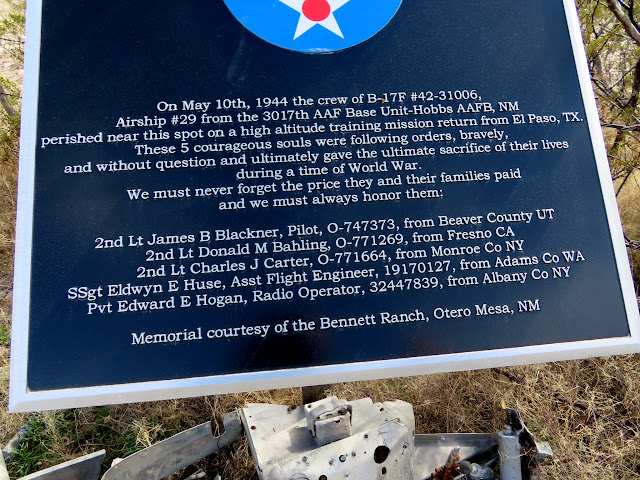 On May 10th, 1944 the crew of B-17F #42-31006,
Airship #29 from the 3017th AAF Base Unit-Hobbs AAFB, NM
perished near this spot on a high altitude training mission return from El Paso, TX.
These 5 courageous souls were following orders, bravely,
and without question and ultimately gave the ultimate sacrifice of their lives
during a time of World War.
We must never forget the price they and their families paid
and we must always honor them:
2nd Lt James B Blackner, Pilot, O-747373, from Beaver County UT
2nd Lt Donald M Bahling, O-771269, from Fresno CA
2nd Lt Charles J Carter, O-771664, from Monroe Co NY
SSgt Eldwyn E Huse, Asst Flight Engineer, 19170127, from Adams Co WA
Pvt Edward E Hogan, Radio Operator, 32447839, from Albany Co NY
Memorial courtesy of the Bennett Ranch, Otero Mesa, NM